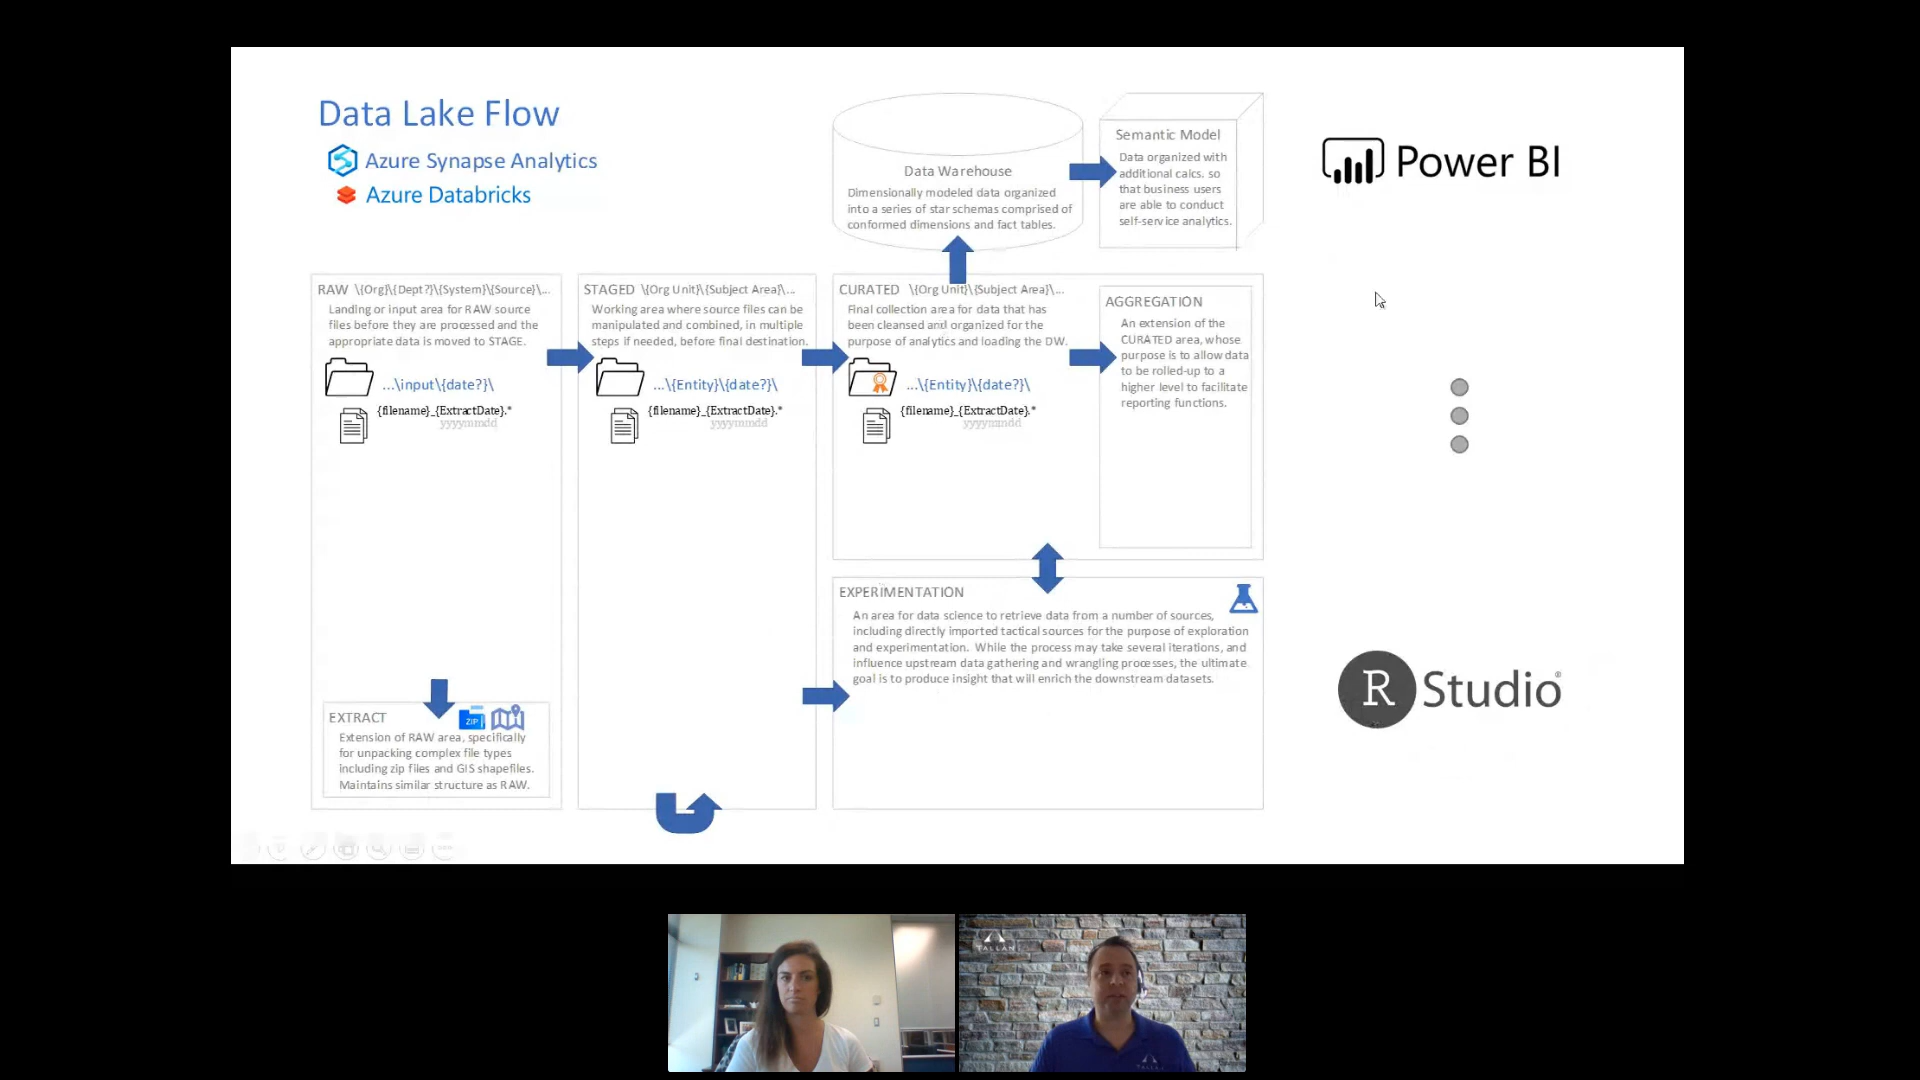 Data Lake Flow
Azure Synapse Analytics
Azure Databricks
Data Warehouse
Dimensionally modeled data organized
into a series of star schemas comprised of
conformed dimensions and fact tables.
Semantic Model
Data organized with
additional calcs. so
that business users
are able to conduct
self-service analytics.
Power BI
RAW \{Org}\{Dept?}\{System}\{Source}\...
Landing or input area for RAW source
files before they are processed and the
appropriate data is moved to STAGE.
...\input\{date?}\
{filename}_{ExtractDate}.*
yyyymmdd
EXTRACT
ZIP
Extension of RAW area, specifically
for unpacking complex file types
including zip files and GIS shapefiles.
Maintains similar structure as RAW.
STAGED \{Org Unit}\{Subject Area}\...
Working area where source files can be
manipulated and combined, in multiple
steps if needed, before final destination.
...\{Entity}\{date?}\
{filename}_{ExtractDate}.*
yyyymmdd
CURATED \{Org Unit}\{Subject Area}\...
Final collection area for data that has
been cleansed and organized for the
purpose of analytics and loading the DW.
...\{Entity}\{date?}\
{filename}_{ExtractDate}.*
yyyymmdd
AGGREGATION
An extension of the
CURATED area, whose
purpose is to allow data
to be rolled-up to a
higher level to facilitate
reporting functions.
EXPERIMENTATION
An area for data science to retrieve data from a number of sources,
including directly imported tactical sources for the purpose of exploration
and experimentation. While the process may take several iterations, and
influence upstream data gathering and wrangling processes, the ultimate
goal is to produce insight that will enrich the downstream datasets.
R Studio®
TALLAN
TALLAN